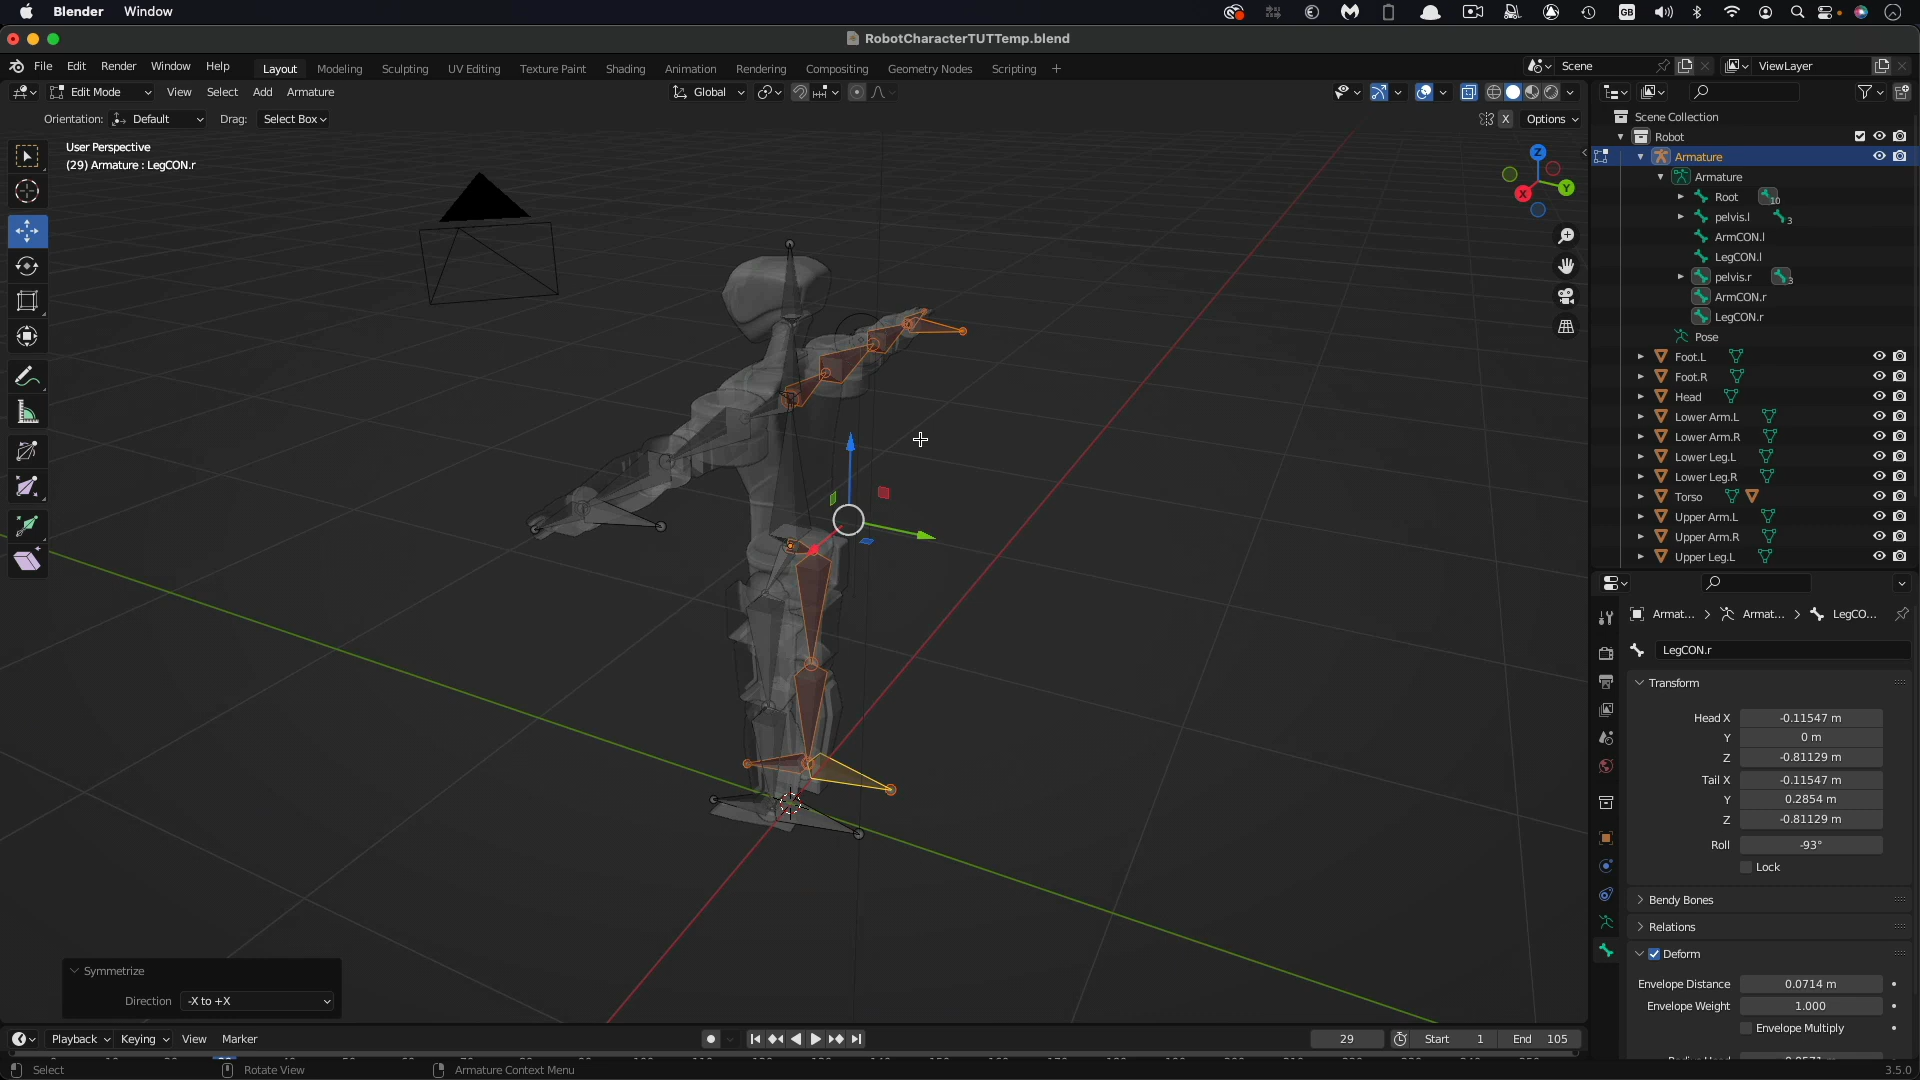 Blender Window
RobotCharacterTUTTemp.blend
File Edit Render Window Help Layout Modeling Sculpting UV Editing Texture Paint Shading Animation Rendering Compositing Geometry Nodes Scripting + Scene ViewLayer
Edit Mode View Select Add Armature Global
Orientation: Default Drag: Select Box X Options
User Perspective
(29) Armature : LegCON.r
Z
Y
X
Scene Collection
Robot
Armature
Armature
Root 10
pelvis.l 3
ArmCON.l
LegCON.l
pelvis.r 3
ArmCON.r
LegCON.r
Pose
Foot.L
Foot.R
Head
Lower Arm.L
Lower Arm.R
Lower Leg.L
Lower Leg.R
Torso
Upper Arm.L
Upper Arm.R
Upper Leg.L
Armat... > Armat... > LegCO...
LegCON.r
Transform
Head X -0.11547 m
Y 0 m
Z -0.81129 m
Tail X -0.11547 m
Y 0.2854 m
Z -0.81129 m
Roll -93°
Lock
Bendy Bones
Relations
Deform
Envelope Distance 0.0714 m
Envelope Weight 1.000
Envelope Multiply
Symmetrize
Direction -X to +X
Playback Keying View Marker 29 Start 1 End 105
Select Rotate View Armature Context Menu 3.5.0